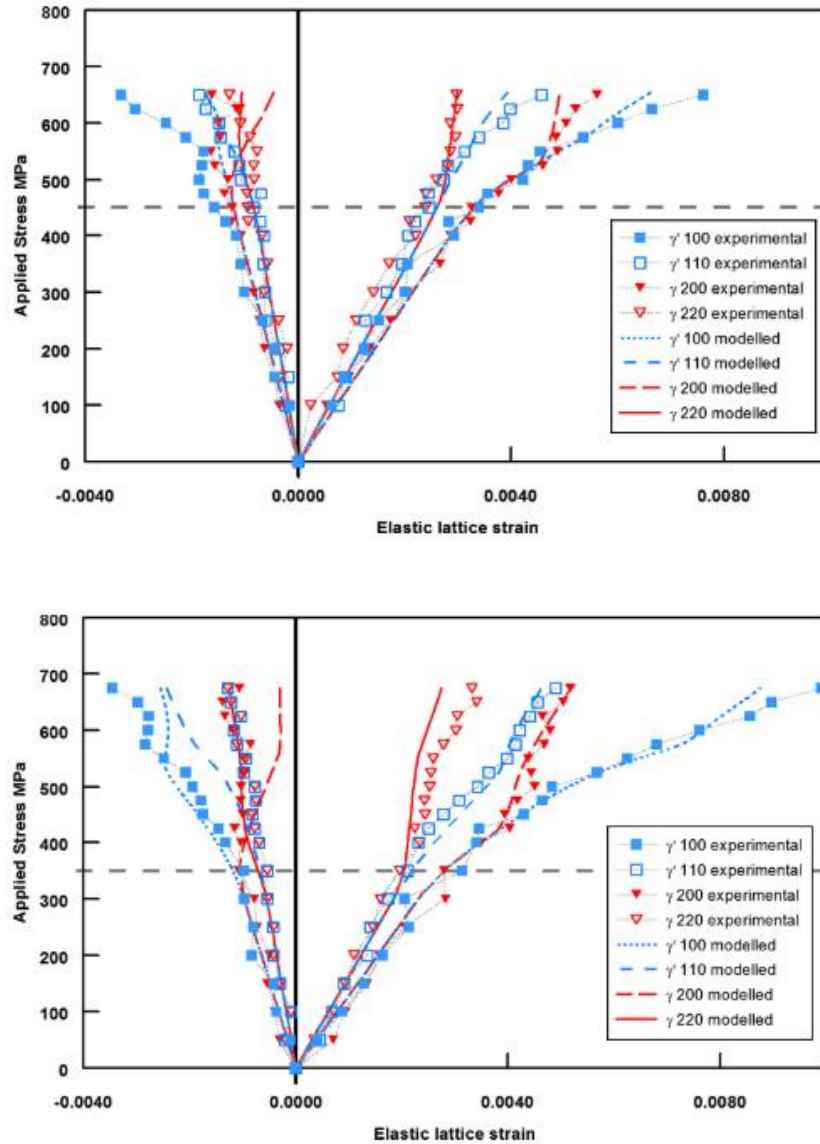 800
700
600
500
400
300
200
100
0
Applied Stress MPa
-0.0040
0.0000
0.0040
0.0080
Elastic lattice strain
γ' 100 experimental
γ' 110 experimental
γ 200 experimental
γ 220 experimental
γ' 100 modelled
γ' 110 modelled
γ 200 modelled
γ 220 modelled
800
700
600
500
400
300
200
100
0
Applied Stress MPa
-0.0040
0.0000
0.0040
0.0080
Elastic lattice strain
γ' 100 experimental
γ' 110 experimental
γ 200 experimental
γ 220 experimental
γ' 100 modelled
γ' 110 modelled
γ 200 modelled
γ 220 modelled